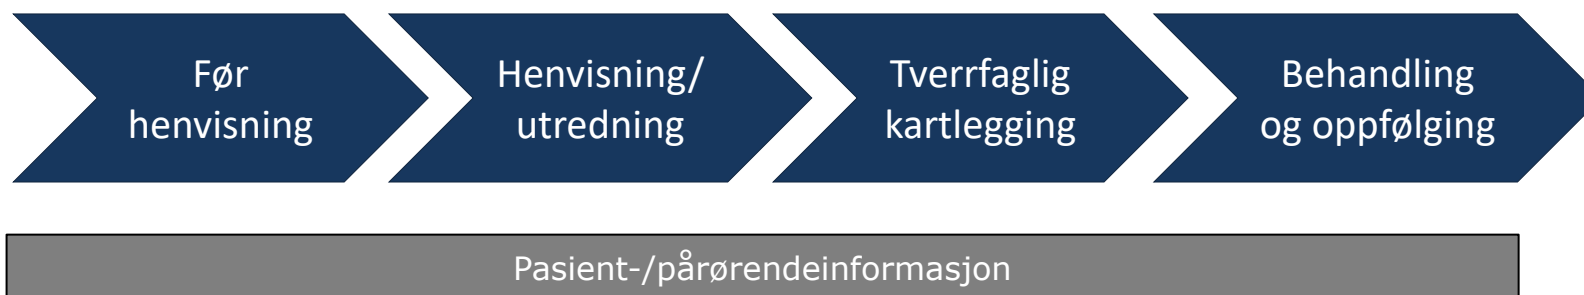 Før
henvisning
Henvisning/
utredning
Tverrfaglig
kartlegging
Behandling
og oppfølging
Pasient-/pårørendeinformasjon